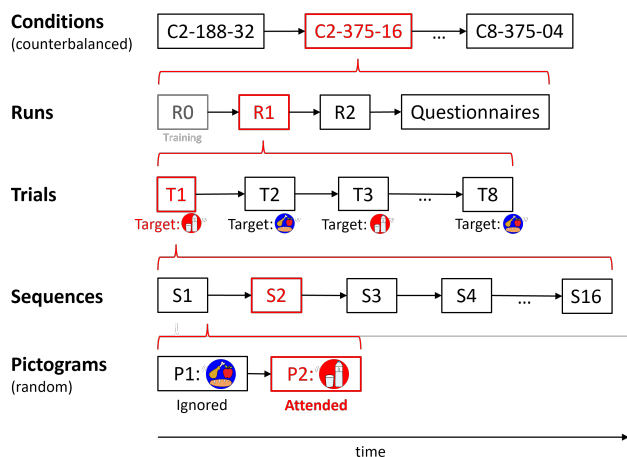 Conditions
(counterbalanced)
C2-188-32 C2-375-16 ... C8-375-04
Runs
R0 R1 R2 Questionnaires
Training
Trials
T1 T2 T3 ... T8
Target: Target: Target: Target:
Sequences
S1 S2 S3 S4 ... S16
Pictograms
(random)
P1: P2:
Ignored Attended
time